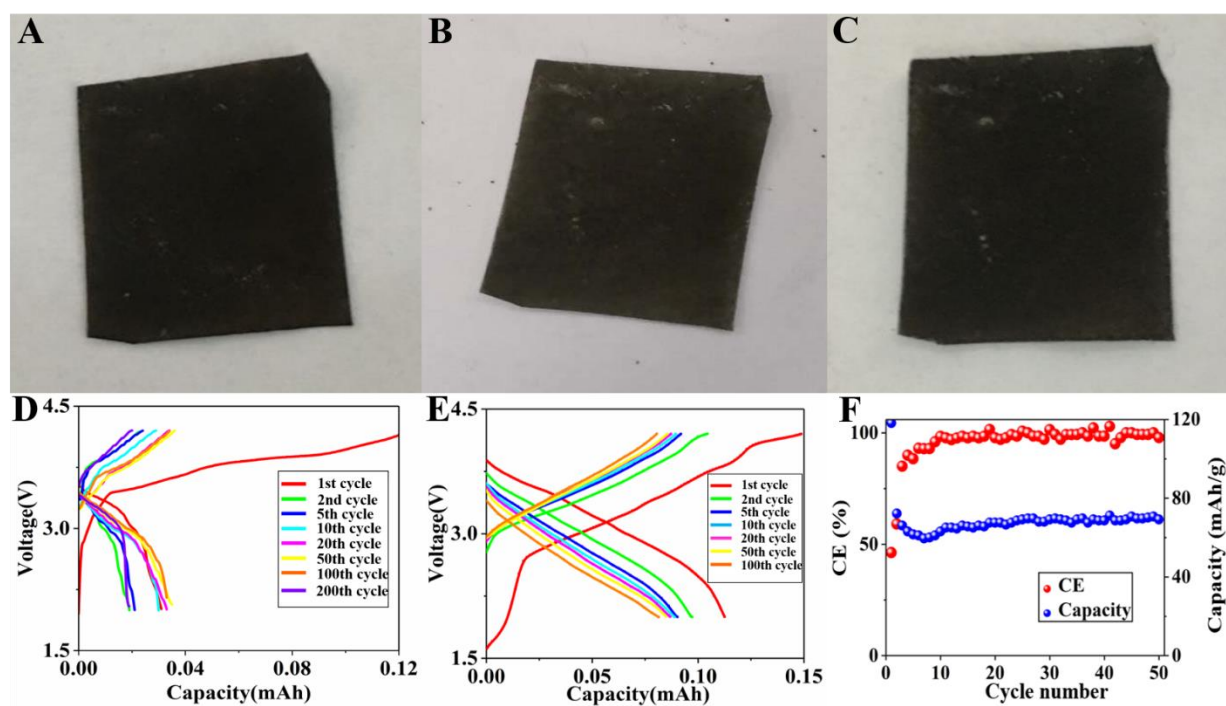 A
B
C
D
4.5
3.0
1.5
Voltage(V)
1st cycle
2nd cycle
5th cycle
10th cycle
20th cycle
50th cycle
100th cycle
200th cycle
0.00
0.04
0.08
0.12
Capacity(mAh)
E
4.5
3.0
1.5
Voltage(V)
1st cycle
2nd cycle
5th cycle
10th cycle
20th cycle
50th cycle
100th cycle
0.00
0.05
0.10
0.15
Capacity(mAh)
F
100
50
0
CE (%)
CE
Capacity
120
80
40
0
Capacity (mAh/g)
0
10
20
30
40
50
Cycle number